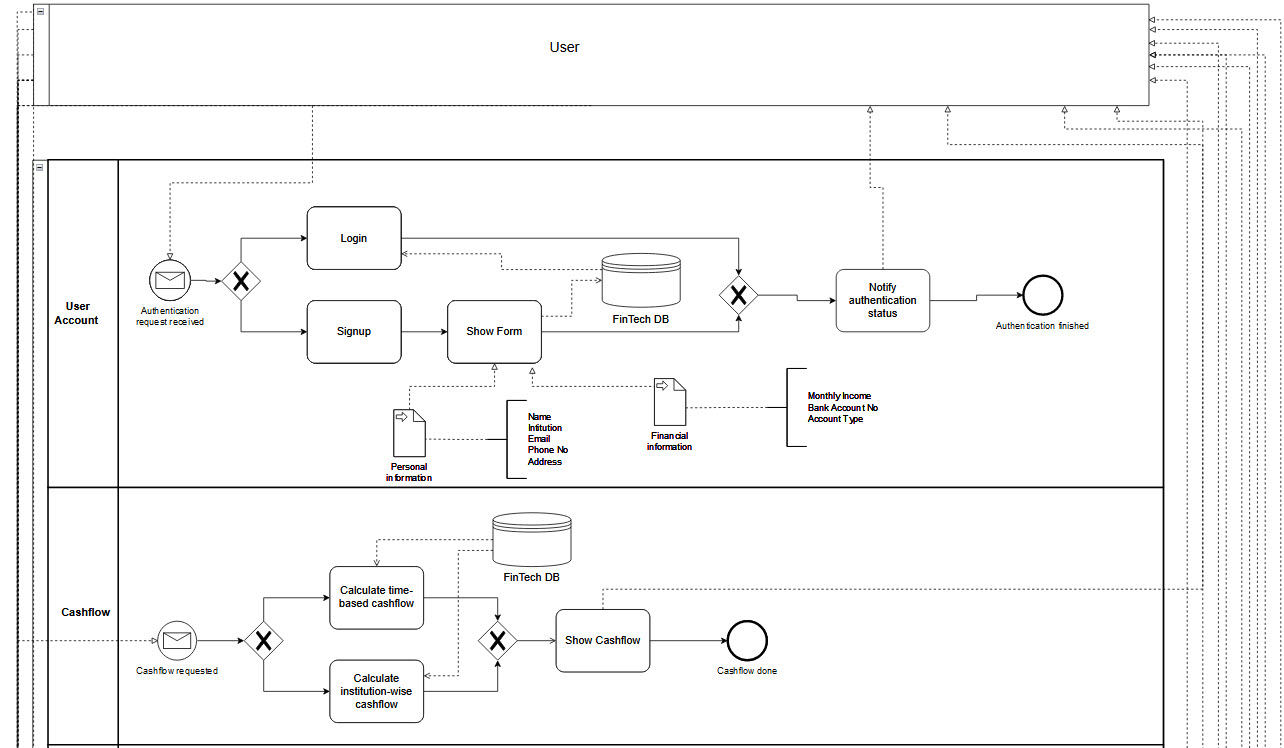 User
User
Account
Authentication
request received
Login
Signup
Show Form
FinTech DB
Notify
authentication
status
Authentication finished
Personal
information
Name
Intitution
Email
Phone No
Address
Financial
information
Monthly Income
Bank Account No
Account Type
Cashflow
Cashflow requested
Calculate time-
based cashflow
Calculate
institution-wise
cashflow
FinTech DB
Show Cashflow
Cashflow done